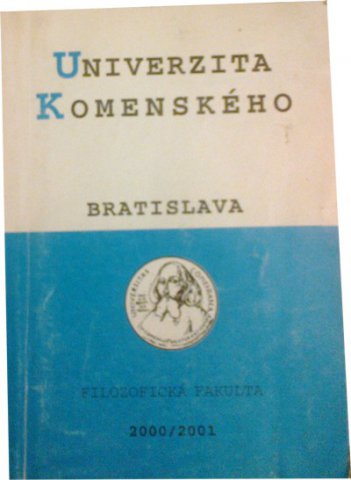 UNIVERZITA
KOMENSKÉHO
BRATISLAVA
FILOZOFICKÁ FAKULTA
2000/2001